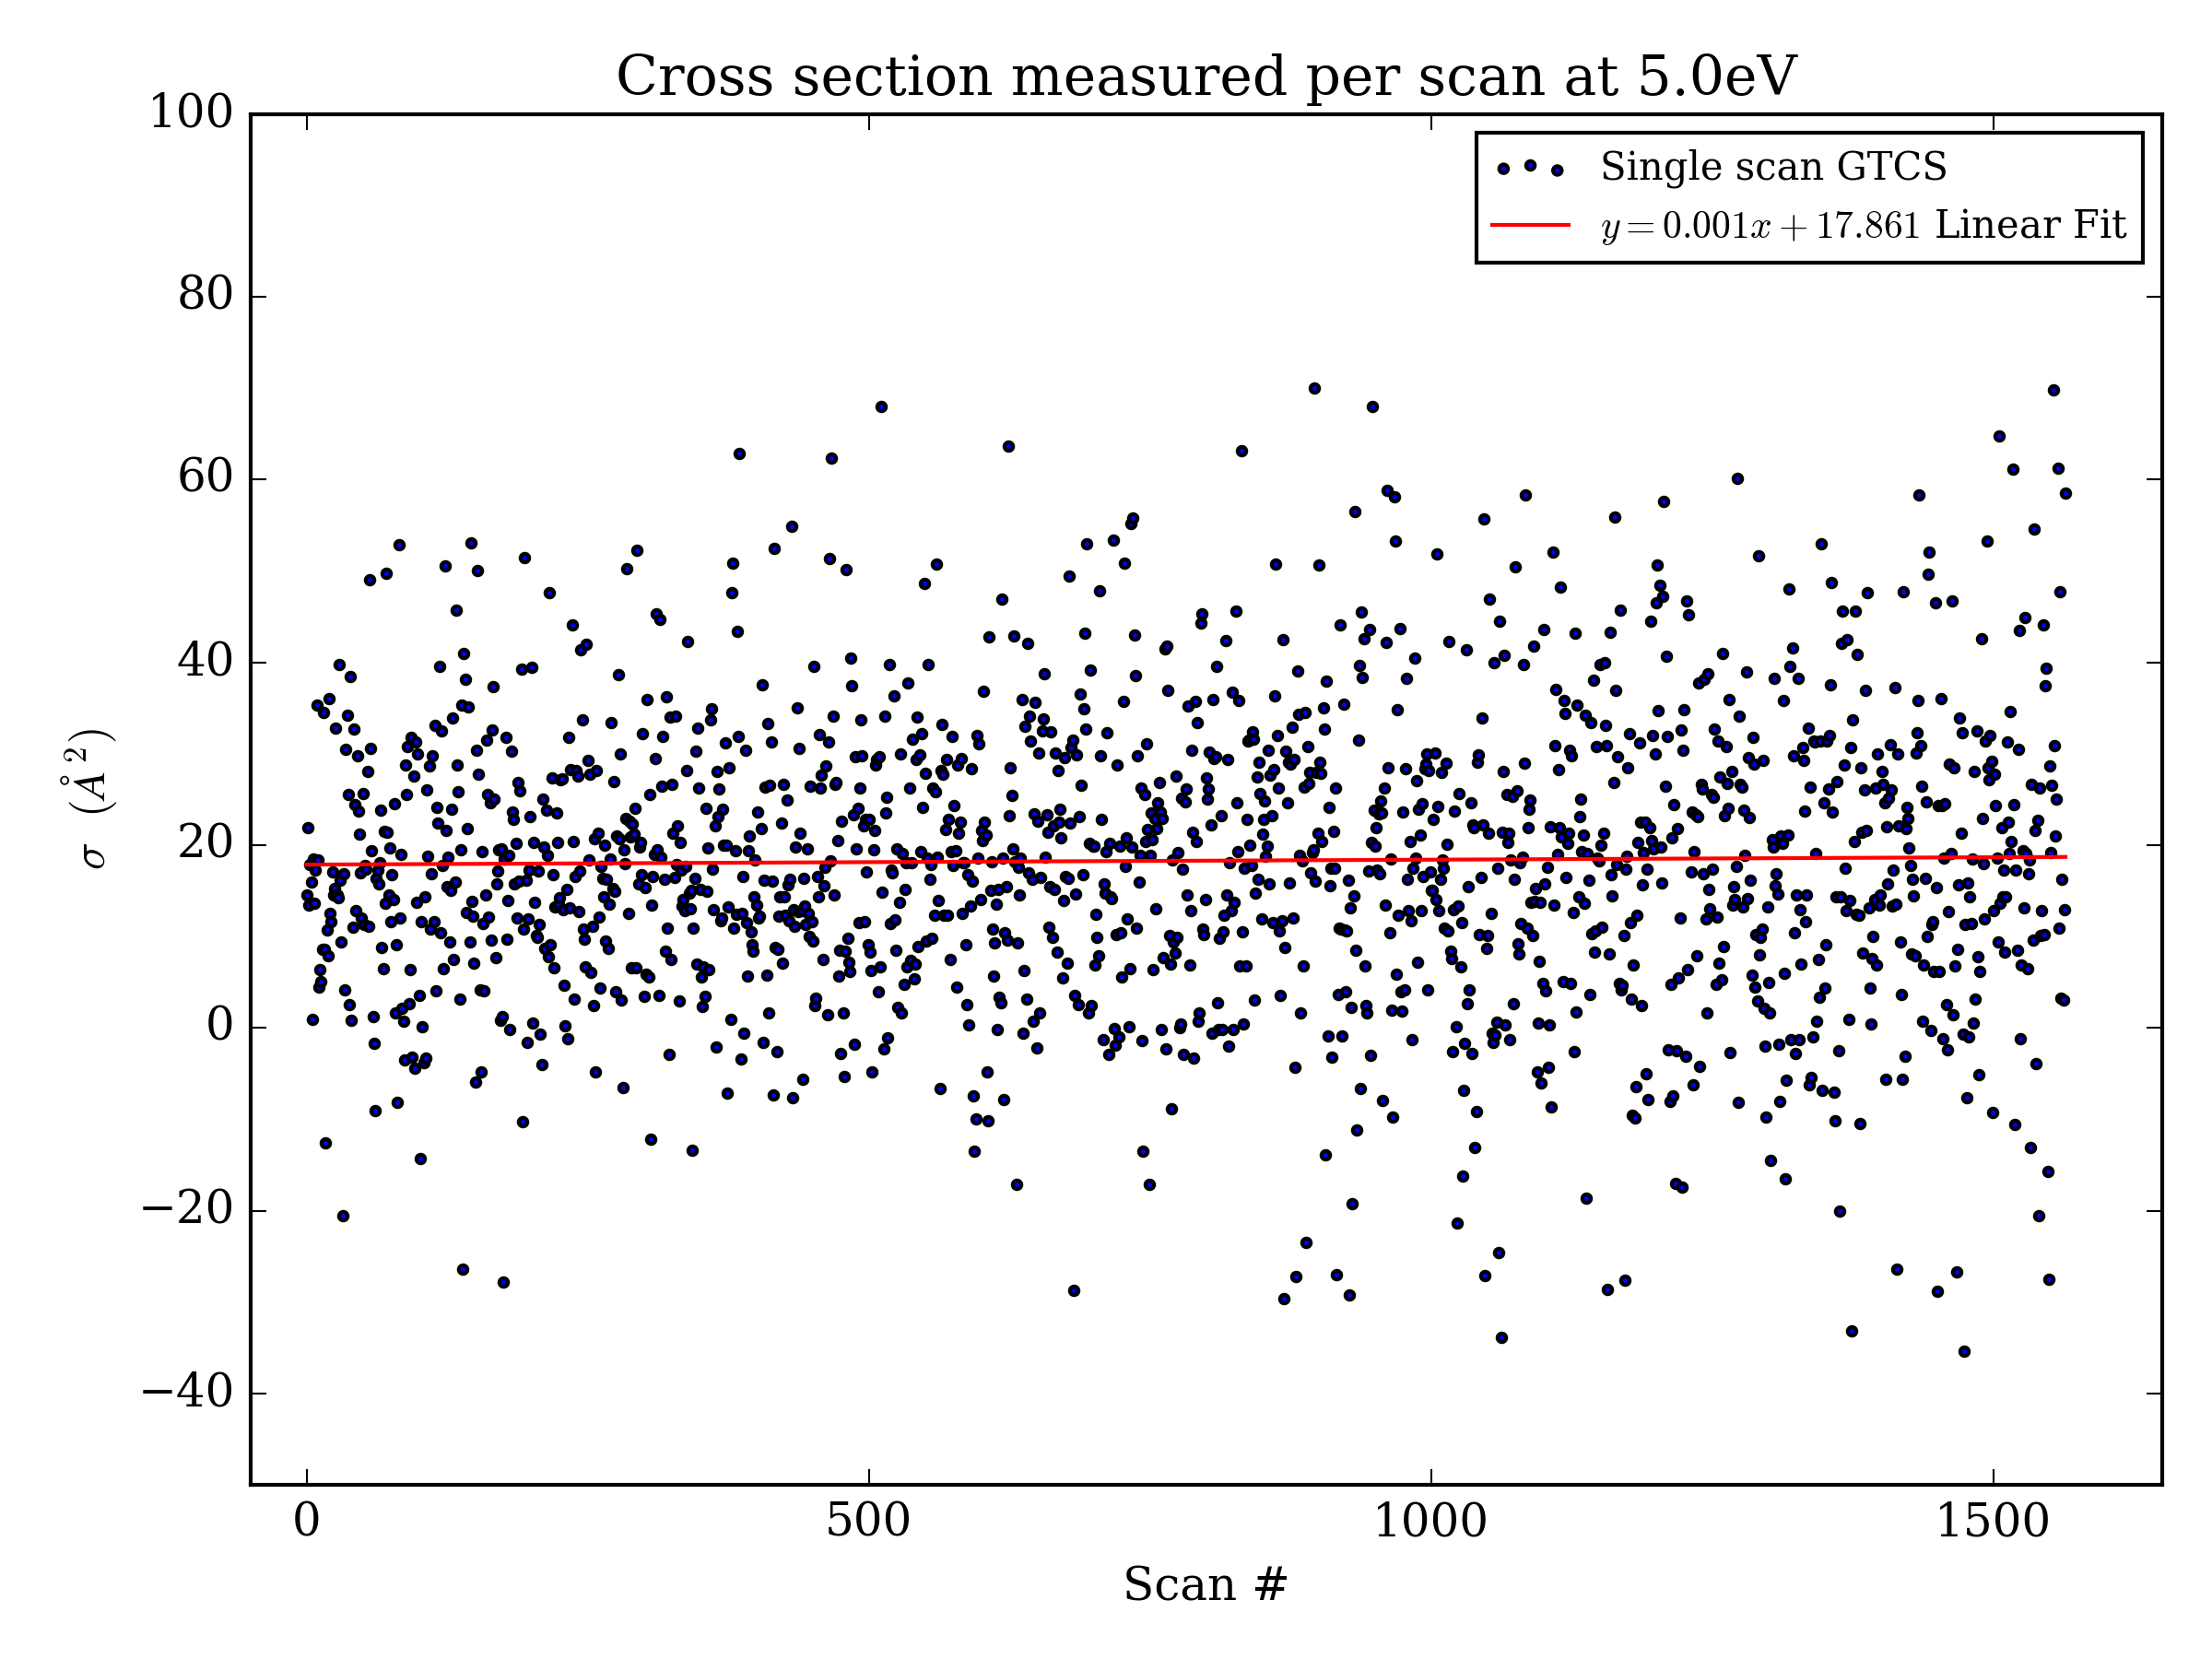 Cross section measured per scan at 5.0eV
Single scan GTCS
y = 0.001x + 17.861 Linear Fit
100
80
60
40
20
0
−20
−40
σ (Å²)
0 500 1000 1500
Scan #